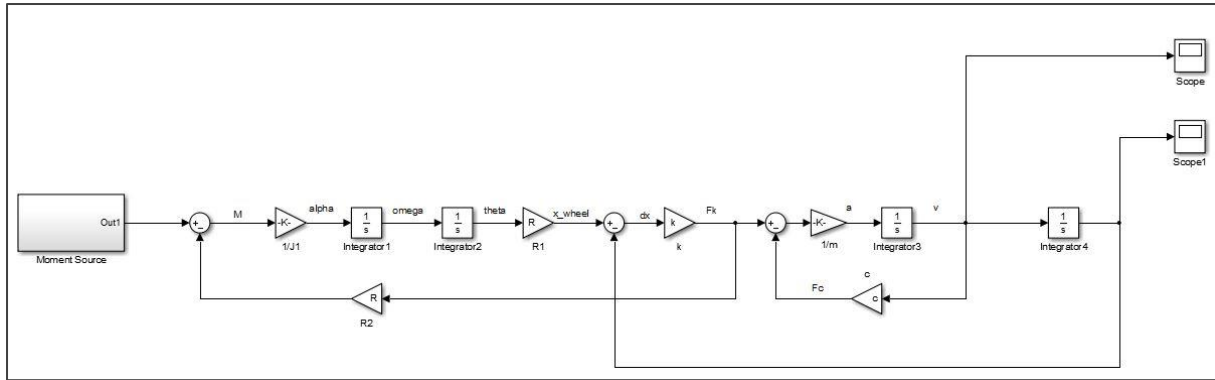 Scope
Scope1
Out1
Moment Source
+
-
M
-K-
1/J1
alpha
1
s
Integrator1
omega
1
s
Integrator2
theta
R
R1
x_wheel
+
-
dx
k
k
Fk
+
-
-K-
1/m
a
1
s
Integrator3
v
1
s
Integrator4
R
R2
Fc
c
c